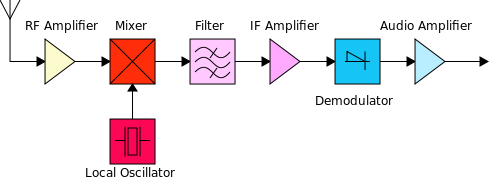 RF Amplifier
Mixer
Filter
IF Amplifier
Audio Amplifier
Demodulator
Local Oscillator